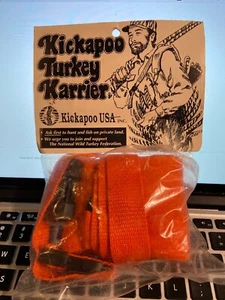 Kickapoo
Turkey
Karrier
Kickapoo USA inc.
• Ask first to hunt and fish on private land.
• We urge you to join and support
The National Wild Turkey Federation.